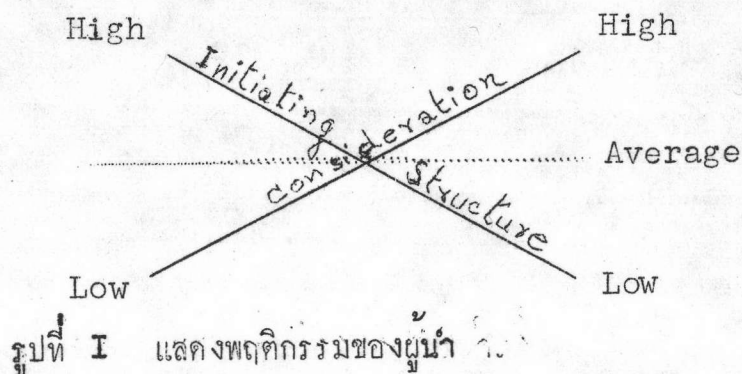 High High
Initiating Structure
Consideration
Average
Low Low
รูปที่ I แสดงพฤติกรรมของผู้นำ